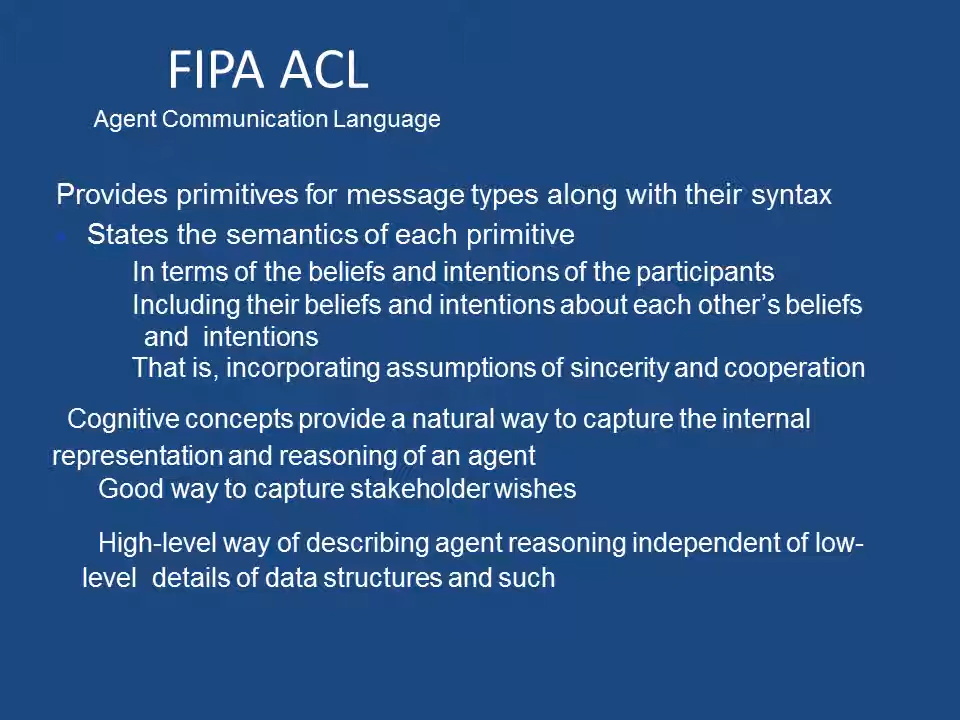 FIPA ACL
Agent Communication Language
Provides primitives for message types along with their syntax
States the semantics of each primitive
In terms of the beliefs and intentions of the participants
Including their beliefs and intentions about each other’s beliefs
and intentions
That is, incorporating assumptions of sincerity and cooperation
Cognitive concepts provide a natural way to capture the internal
representation and reasoning of an agent
Good way to capture stakeholder wishes
High-level way of describing agent reasoning independent of low-
level details of data structures and such